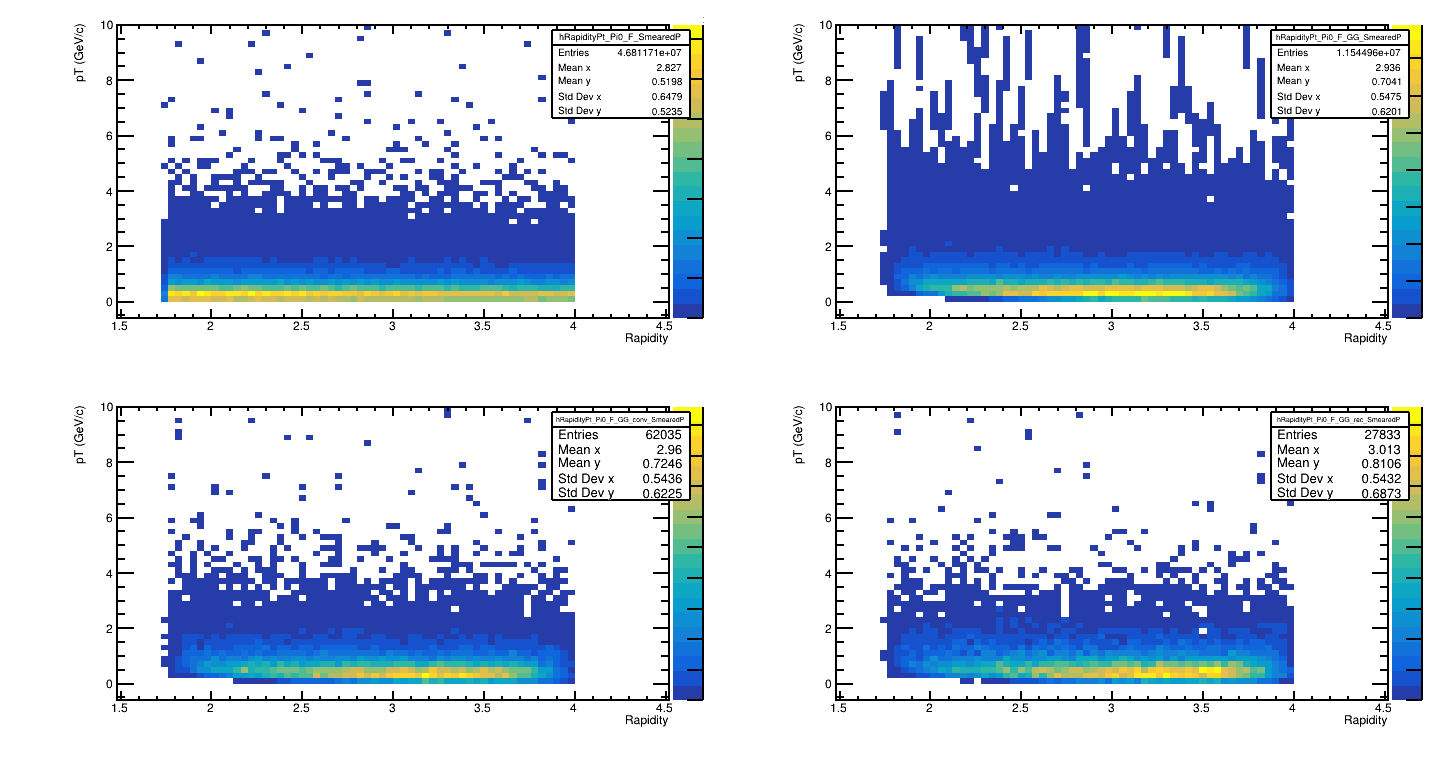 hRapidityPt_Pi0_F_SmearedP
Entries 4.681171e+07
Mean x 2.827
Mean y 0.5198
Std Dev x 0.6479
Std Dev y 0.5235
pT (GeV/c)
10
8
6
4
2
0
1.5 2 2.5 3 3.5 4 4.5
Rapidity
hRapidityPt_Pi0_F_GG_SmearedP
Entries 1.154496e+07
Mean x 2.936
Mean y 0.7041
Std Dev x 0.5475
Std Dev y 0.6201
pT (GeV/c)
10
8
6
4
2
0
1.5 2 2.5 3 3.5 4 4.5
Rapidity
hRapidityPt_Pi0_F_GG_conv_SmearedP
Entries 62035
Mean x 2.96
Mean y 0.7246
Std Dev x 0.5436
Std Dev y 0.6225
pT (GeV/c)
10
8
6
4
2
0
1.5 2 2.5 3 3.5 4 4.5
Rapidity
hRapidityPt_Pi0_F_GG_rec_SmearedP
Entries 27833
Mean x 3.013
Mean y 0.8106
Std Dev x 0.5432
Std Dev y 0.6873
pT (GeV/c)
10
8
6
4
2
0
1.5 2 2.5 3 3.5 4 4.5
Rapidity